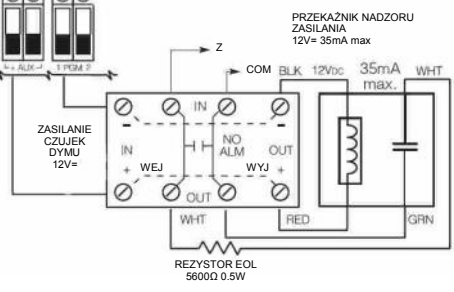 PRZEKAŹNIK NADZORU
ZASILANIA
12V= 35mA max
Z
+ AUX -
1 PGM 2
COM
BLK
12VDC
35mA
max.
WHT
ZASILANIE
CZUJEK
DYMU
12V=
IN
-
-
IN
NO
ALM
OUT
+
WEJ
WYJ
+
OUT
WHT
RED
GRN
REZYSTOR EOL
5600Ω 0.5W